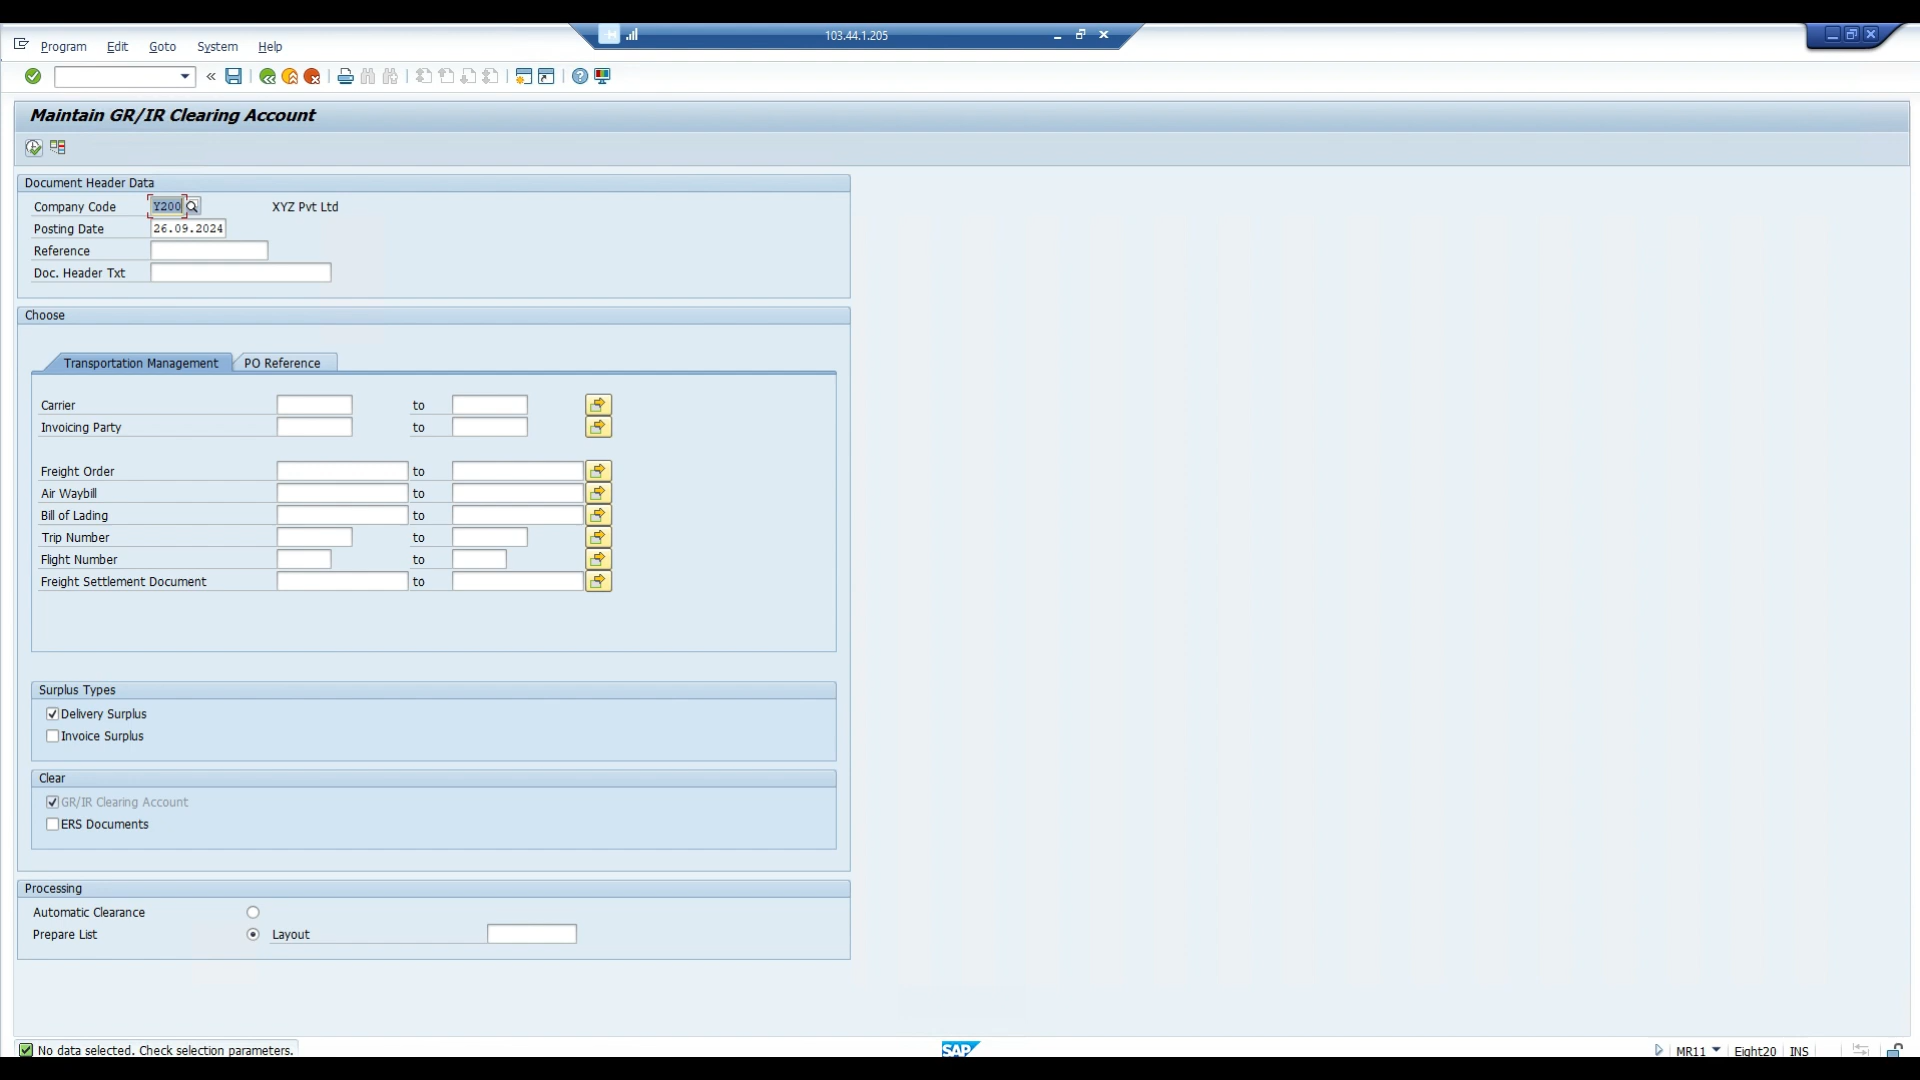 103.44.1.205
Program Edit Goto System Help
Maintain GR/IR Clearing Account
Document Header Data
Company Code Y200 XYZ Pvt Ltd
Posting Date 26.09.2024
Reference
Doc. Header Txt
Choose
Transportation Management PO Reference
Carrier to
Invoicing Party to
Freight Order to
Air Waybill to
Bill of Lading to
Trip Number to
Flight Number to
Freight Settlement Document to
Surplus Types
Delivery Surplus
Invoice Surplus
Clear
GR/IR Clearing Account
ERS Documents
Processing
Automatic Clearance
Prepare List Layout
No data selected. Check selection parameters. SAP MR11 Eight20 INS